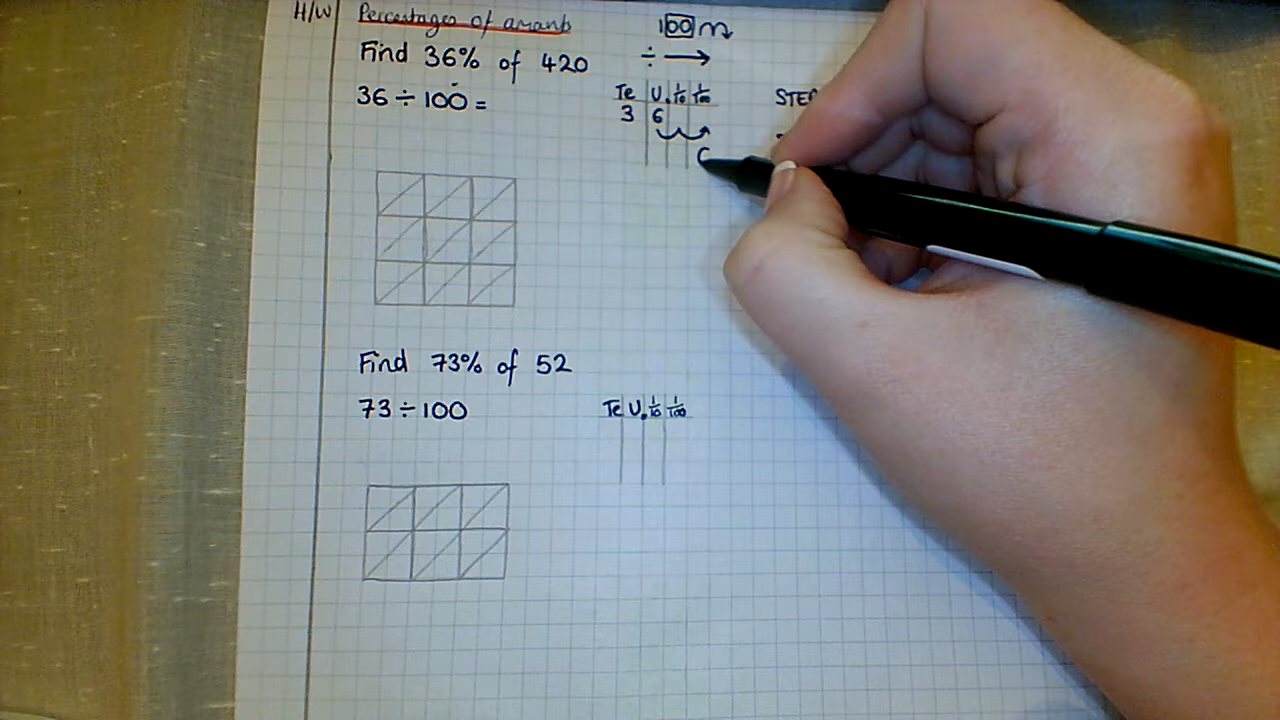 H/W Percentages of amounts
100
Find 36% of 420
÷ →
36 ÷ 100 =
Te U . 1/10 1/100
3 6
Find 73% of 52
73 ÷ 100
Te U . 1/10 1/100